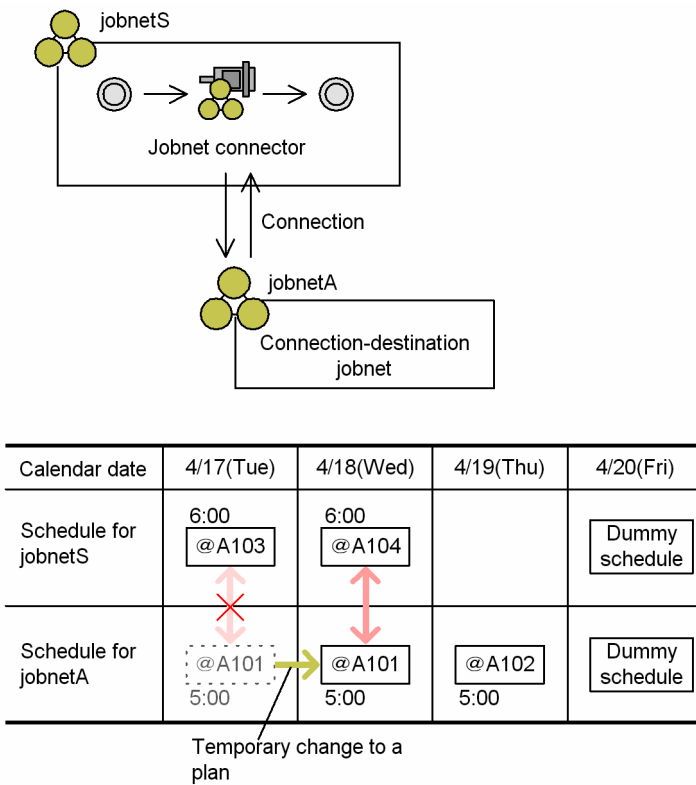 jobnetS
Jobnet connector
Connection
jobnetA
Connection-destination
jobnet
Calendar date
4/17(Tue)
4/18(Wed)
4/19(Thu)
4/20(Fri)
Schedule for
jobnetS
6:00
@A103
6:00
@A104
Dummy
schedule
Schedule for
jobnetA
@A101
5:00
@A101
5:00
@A102
5:00
Dummy
schedule
Temporary change to a
plan